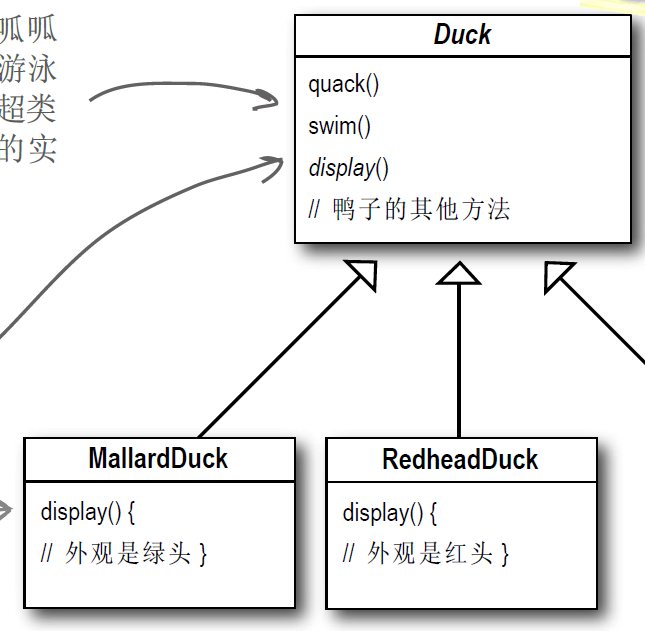 呱呱
游泳
超类
的实
Duck
quack()
swim()
display()
// 鸭子的其他方法
MallardDuck
display() {
// 外观是绿头 }
RedheadDuck
display() {
// 外观是红头 }